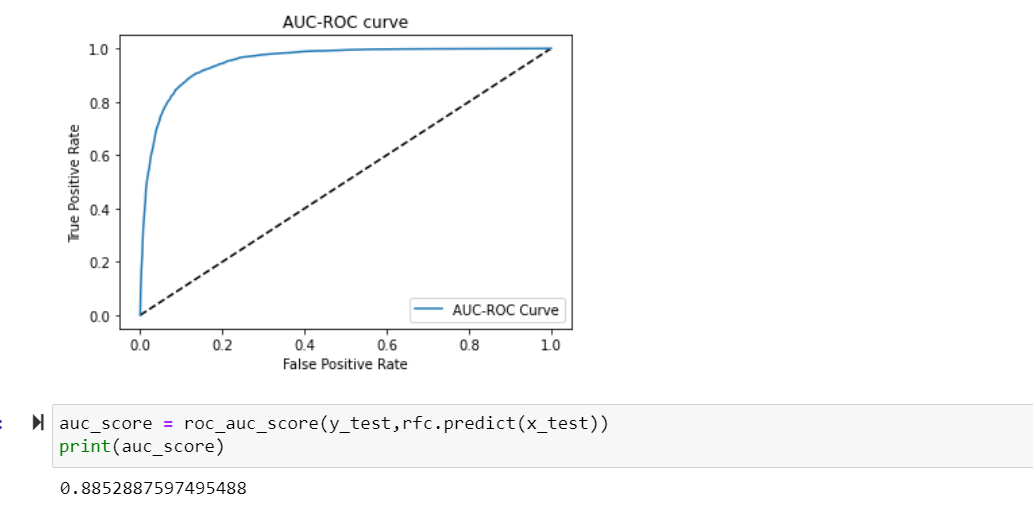 AUC-ROC curve
1.0
0.8
0.6
0.4
0.2
0.0
True Positive Rate
AUC-ROC Curve
0.0 0.2 0.4 0.6 0.8 1.0
False Positive Rate
:
auc_score = roc_auc_score(y_test,rfc.predict(x_test))
print(auc_score)
0.8852887597495488